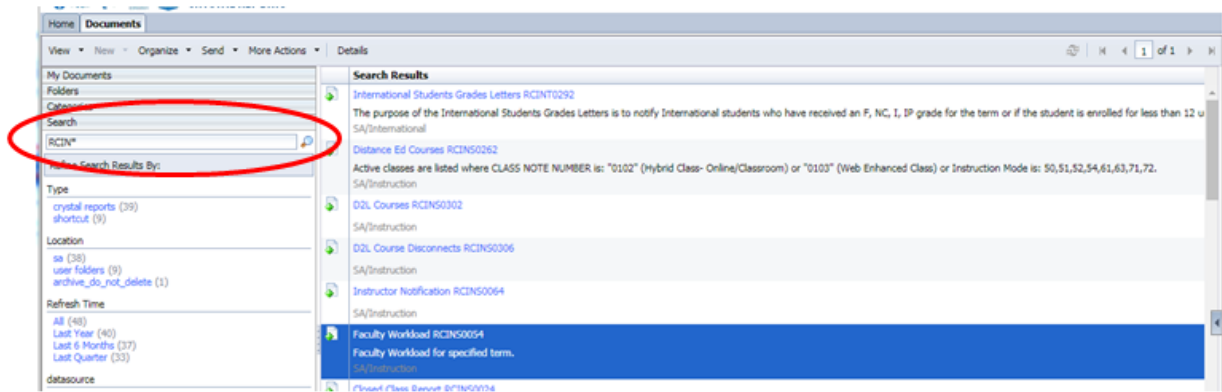 Home Documents
View New Organize Send More Actions Details 1 of 1
My Documents
Folders
Categories
Search
RCIN*
Refine Search Results By:
Type
crystal reports (39)
shortcut (9)
Location
sa (38)
user folders (9)
archive_do_not_delete (1)
Refresh Time
All (48)
Last Year (40)
Last 6 Months (37)
Last Quarter (33)
datasource
Search Results
International Students Grades Letters RCINT0292
The purpose of the International Students Grades Letters is to notify International students who have received an F, NC, I, IP grade for the term or if the student is enrolled for less than 12 u
SA/International
Distance Ed Courses RCINS0262
Active classes are listed where CLASS NOTE NUMBER is: "0102" (Hybrid Class- Online/Classroom) or "0103" (Web Enhanced Class) or Instruction Mode is: 50,51,52,54,61,63,71,72.
SA/Instruction
D2L Courses RCINS0302
SA/Instruction
D2L Course Disconnects RCINS0306
SA/Instruction
Instructor Notification RCINS0064
SA/Instruction
Faculty Workload RCINS0054
Faculty Workload for specified term.
SA/Instruction
Closed Class Report RCINS0024